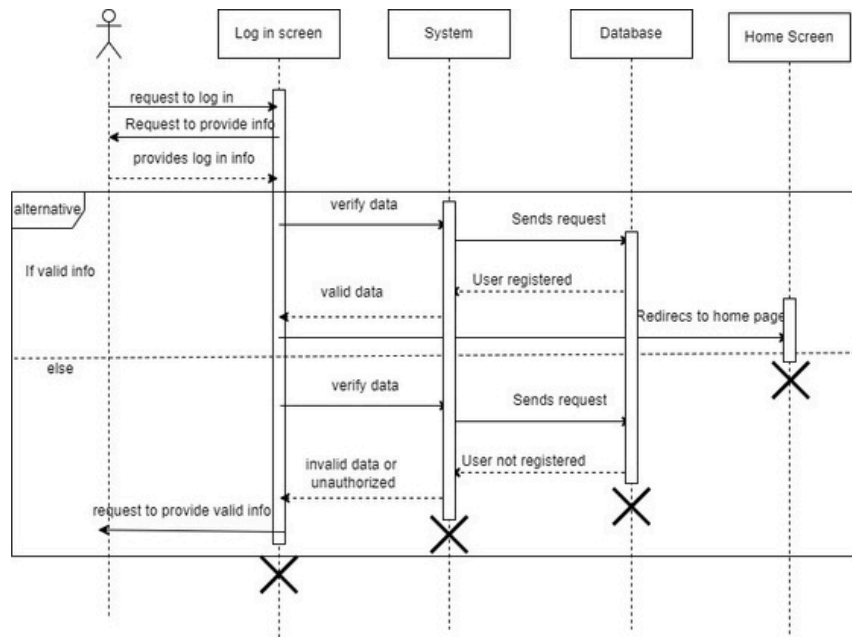 Log in screen
System
Database
Home Screen
request to log in
Request to provide info
provides log in info
alternative
verify data
Sends request
If valid info
User registered
valid data
Redirecs to home page
else
verify data
Sends request
User not registered
invalid data or
unauthorized
request to provide valid info